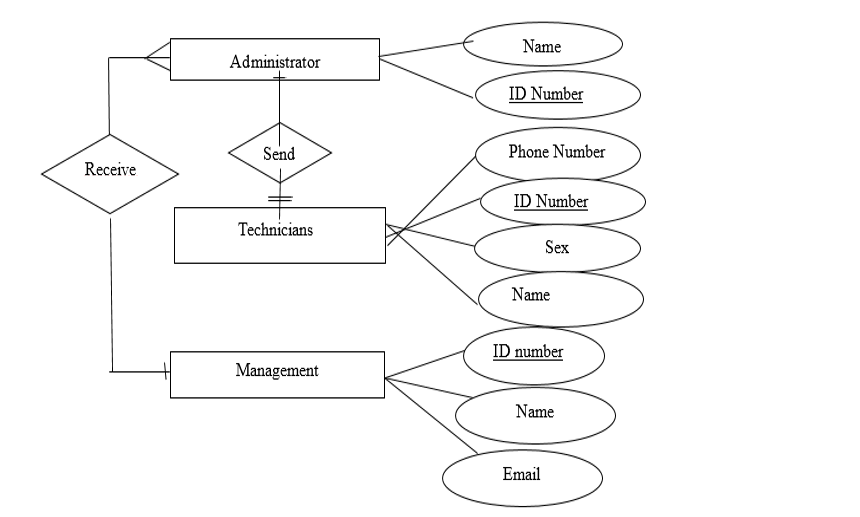 Administrator
Name
ID Number
Receive
Send
Phone Number
ID Number
Technicians
Sex
Name
Management
ID number
Name
Email